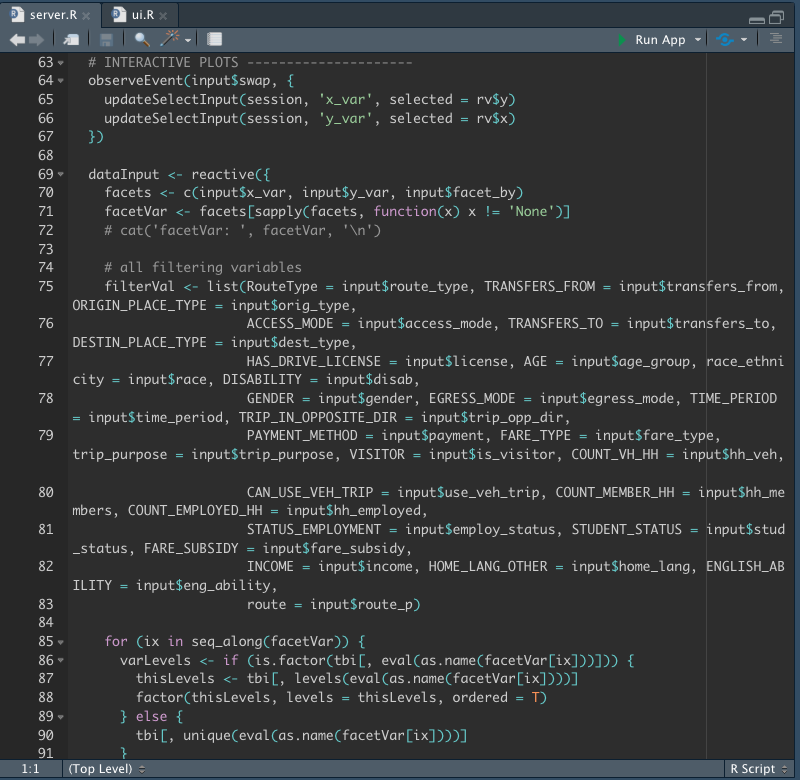 server.R × ui.R ×
Run App
63 # INTERACTIVE PLOTS ---------------------
64 observeEvent(input$swap, {
65 updateSelectInput(session, 'x_var', selected = rv$y)
66 updateSelectInput(session, 'y_var', selected = rv$x)
67 })
68
69 dataInput <- reactive({
70 facets <- c(input$x_var, input$y_var, input$facet_by)
71 facetVar <- facets[sapply(facets, function(x) x != 'None')]
72 # cat('facetVar: ', facetVar, '\n')
73
74 # all filtering variables
75 filterVal <- list(RouteType = input$route_type, TRANSFERS_FROM = input$transfers_from,
ORIGIN_PLACE_TYPE = input$orig_type,
76 ACCESS_MODE = input$access_mode, TRANSFERS_TO = input$transfers_to,
DESTIN_PLACE_TYPE = input$dest_type,
77 HAS_DRIVE_LICENSE = input$license, AGE = input$age_group, race_ethni
city = input$race, DISABILITY = input$disab,
78 GENDER = input$gender, EGRESS_MODE = input$egress_mode, TIME_PERIOD
= input$time_period, TRIP_IN_OPPOSITE_DIR = input$trip_opp_dir,
79 PAYMENT_METHOD = input$payment, FARE_TYPE = input$fare_type,
trip_purpose = input$trip_purpose, VISITOR = input$is_visitor, COUNT_VH_HH = input$hh_veh,
80 CAN_USE_VEH_TRIP = input$use_veh_trip, COUNT_MEMBER_HH = input$hh_me
mbers, COUNT_EMPLOYED_HH = input$hh_employed,
81 STATUS_EMPLOYMENT = input$employ_status, STUDENT_STATUS = input$stud
_status, FARE_SUBSIDY = input$fare_subsidy,
82 INCOME = input$income, HOME_LANG_OTHER = input$home_lang, ENGLISH_AB
ILITY = input$eng_ability,
83 route = input$route_p)
84
85 for (ix in seq_along(facetVar)) {
86 varLevels <- if (is.factor(tbi[, eval(as.name(facetVar[ix]))])) {
87 thisLevels <- tbi[, levels(eval(as.name(facetVar[ix])))]
88 factor(thisLevels, levels = thisLevels, ordered = T)
89 } else {
90 tbi[, unique(eval(as.name(facetVar[ix])))]
91 }
1:1 (Top Level) R Script